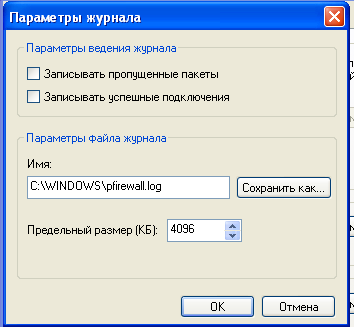 Параметры журнала
Параметры ведения журнала
Записывать пропущенные пакеты
Записывать успешные подключения
Параметры файла журнала
Имя:
C:\WINDOWS\pfirewall.log
Сохранить как...
Предельный размер (КБ):
4096
OK
Отмена